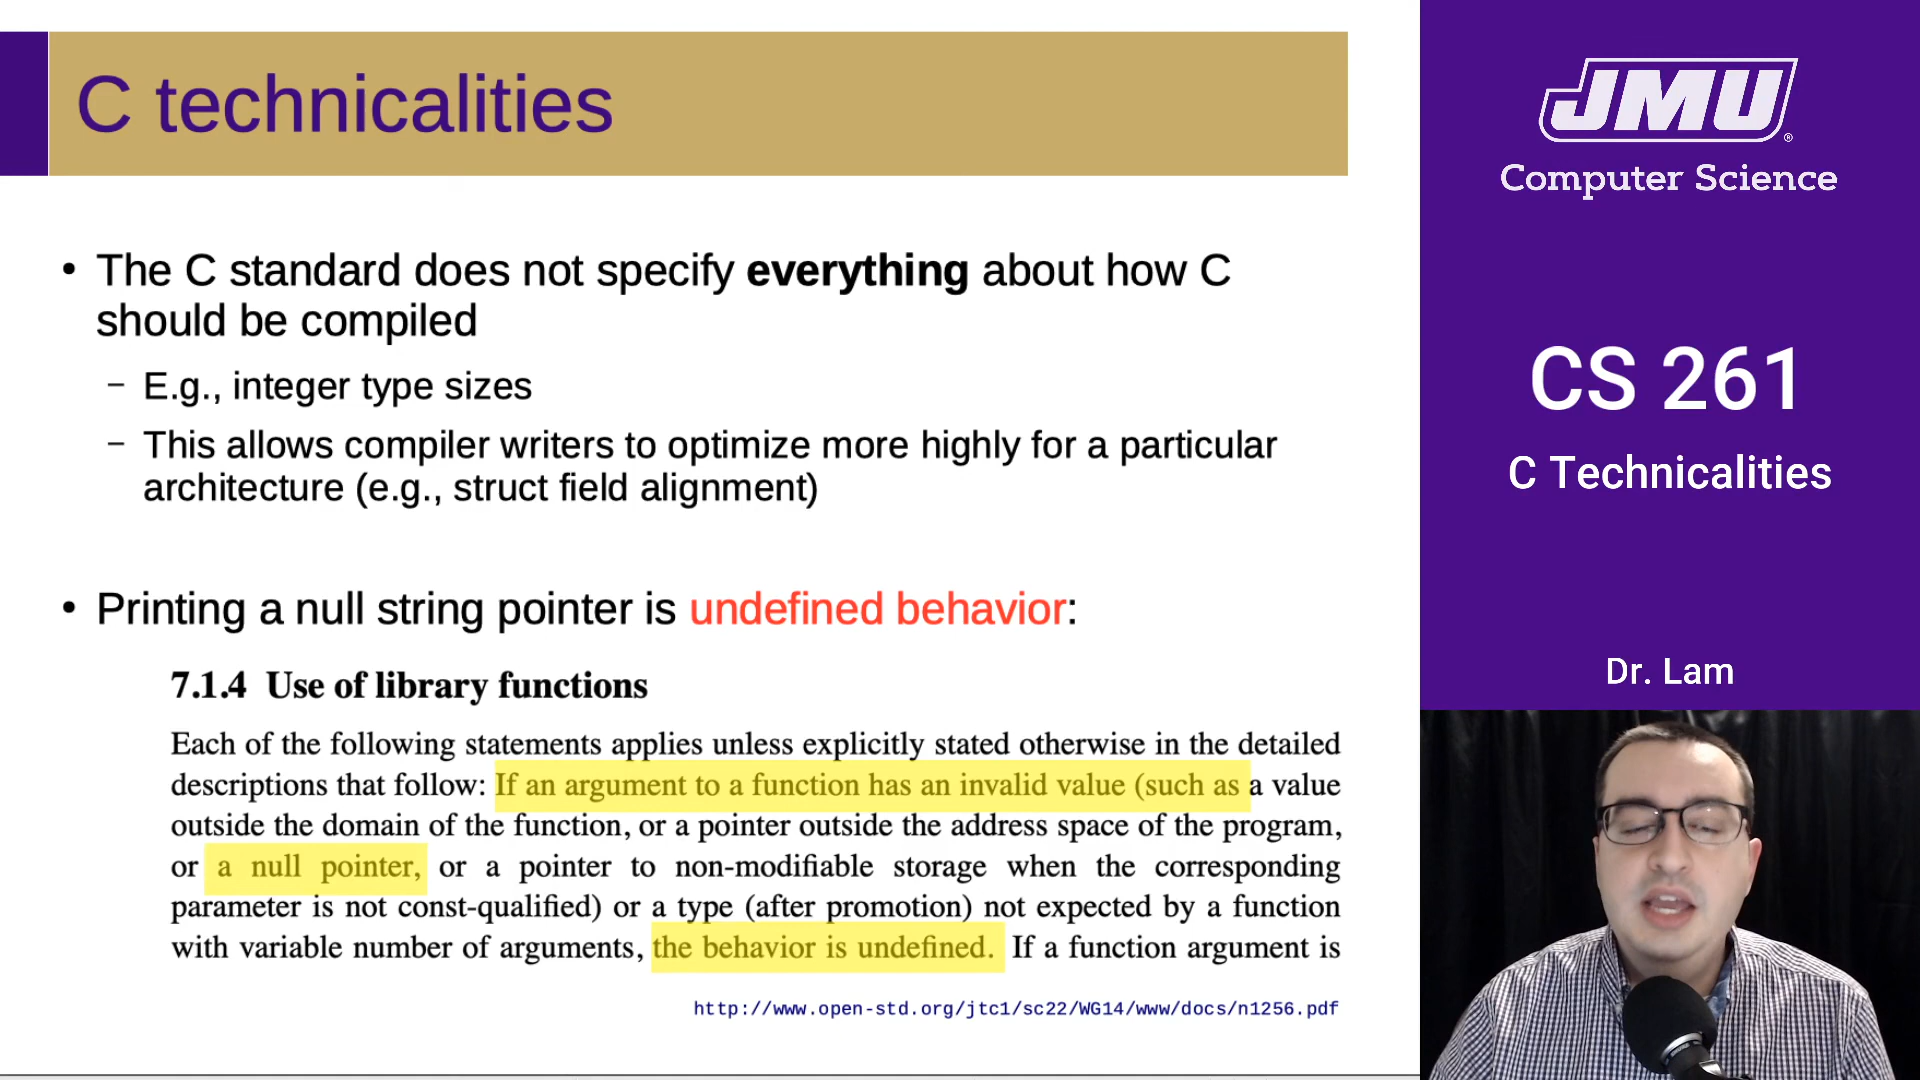 C technicalities
• The C standard does not specify everything about how C
should be compiled
– E.g., integer type sizes
– This allows compiler writers to optimize more highly for a particular
architecture (e.g., struct field alignment)
• Printing a null string pointer is undefined behavior:
7.1.4 Use of library functions
Each of the following statements applies unless explicitly stated otherwise in the detailed
descriptions that follow: If an argument to a function has an invalid value (such as a value
outside the domain of the function, or a pointer outside the address space of the program,
or a null pointer, or a pointer to non-modifiable storage when the corresponding
parameter is not const-qualified) or a type (after promotion) not expected by a function
with variable number of arguments, the behavior is undefined. If a function argument is
http://www.open-std.org/jtc1/sc22/WG14/www/docs/n1256.pdf
JMU®
Computer Science
CS 261
C Technicalities
Dr. Lam